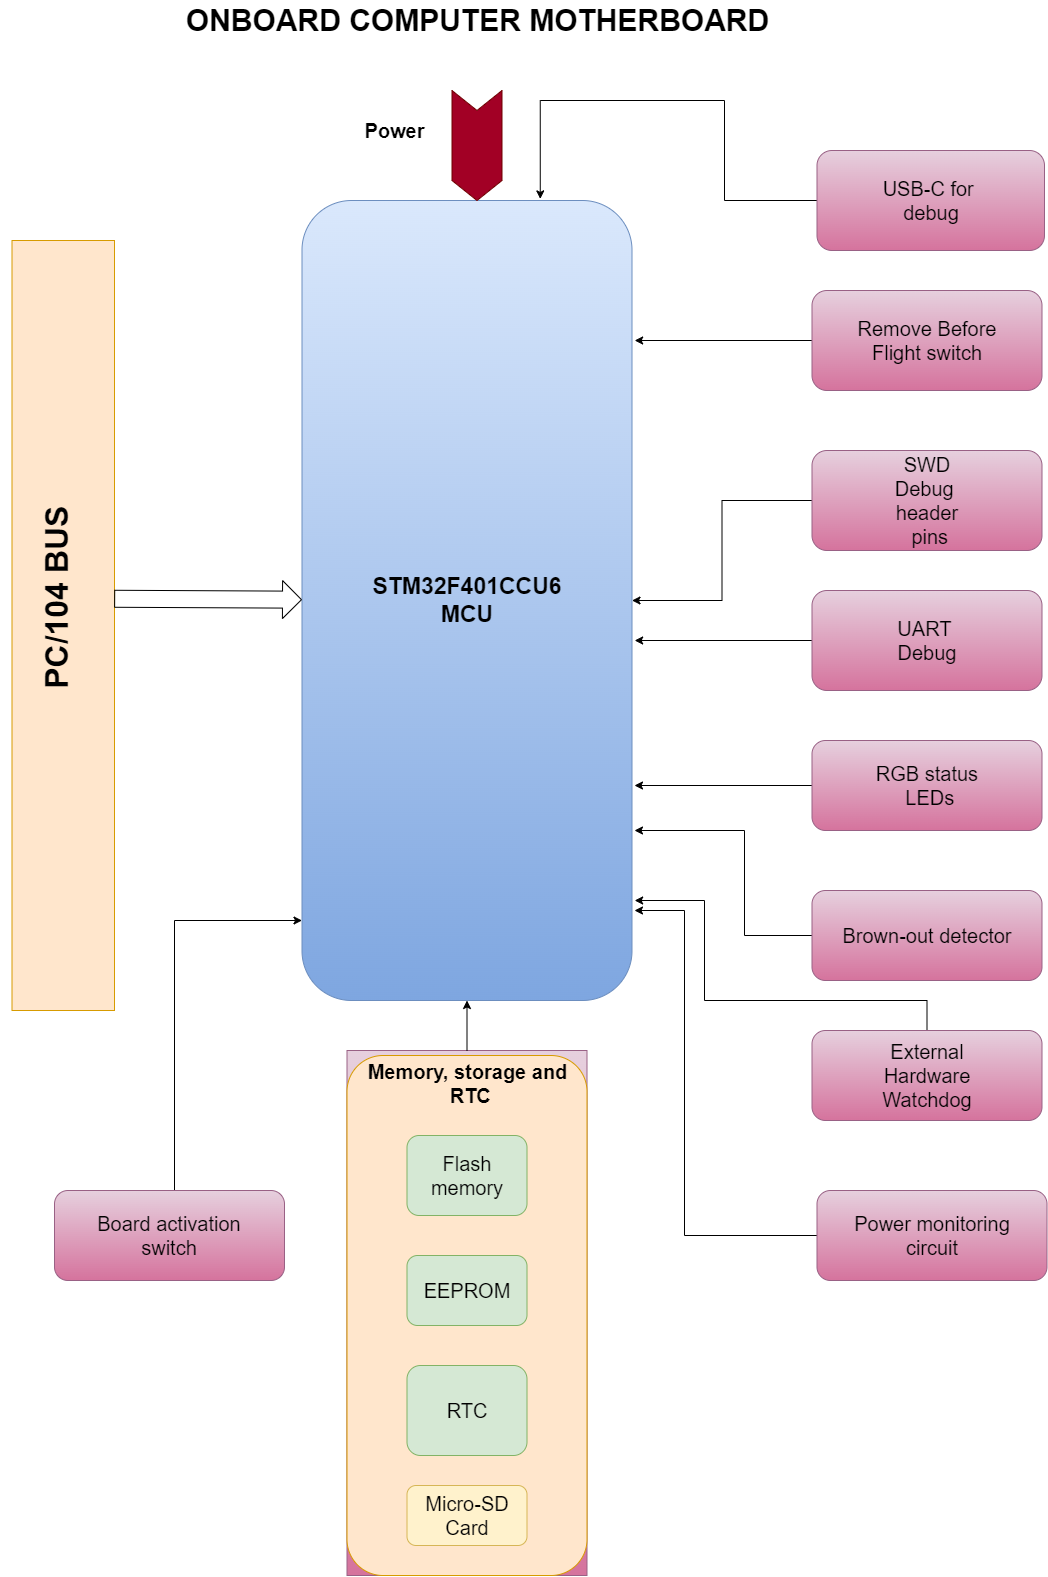 ONBOARD COMPUTER MOTHERBOARD
Power
USB-C for
debug
Remove Before
Flight switch
SWD
Debug
header
pins
PC/104 BUS
STM32F401CCU6
MCU
UART
Debug
RGB status
LEDs
Brown-out detector
External
Hardware
Watchdog
Memory, storage and
RTC
Flash
memory
Board activation
switch
Power monitoring
circuit
EEPROM
RTC
Micro-SD
Card